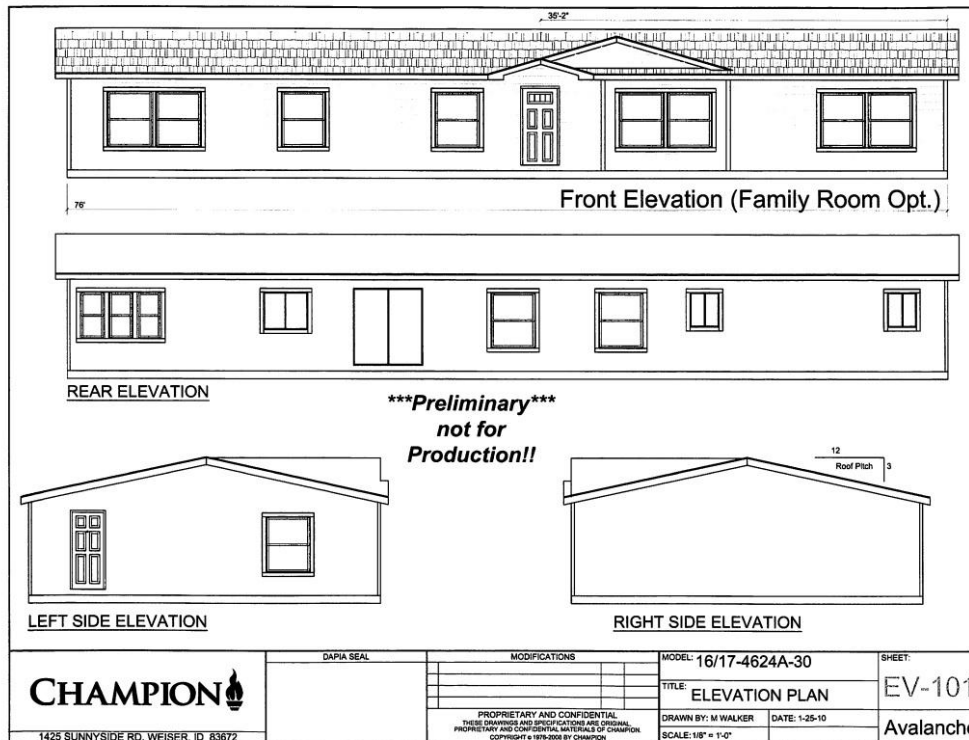 35'-2"
76'
Front Elevation (Family Room Opt.)
REAR ELEVATION
***Preliminary***
not for
Production!!
12
Roof Pitch
3
LEFT SIDE ELEVATION
RIGHT SIDE ELEVATION
CHAMPION
1425 SUNNYSIDE RD, WEISER, ID 83672
DAPIA SEAL
MODIFICATIONS
PROPRIETARY AND CONFIDENTIAL
THESE DRAWINGS AND SPECIFICATIONS ARE ORIGINAL,
PROPRIETARY AND CONFIDENTIAL MATERIALS OF CHAMPION.
COPYRIGHT © 1976-2008 BY CHAMPION
MODEL: 16/17-4624A-30
TITLE: ELEVATION PLAN
DRAWN BY: M WALKER
DATE: 1-25-10
SCALE: 1/8" = 1'-0"
SHEET:
EV-101
Avalanche